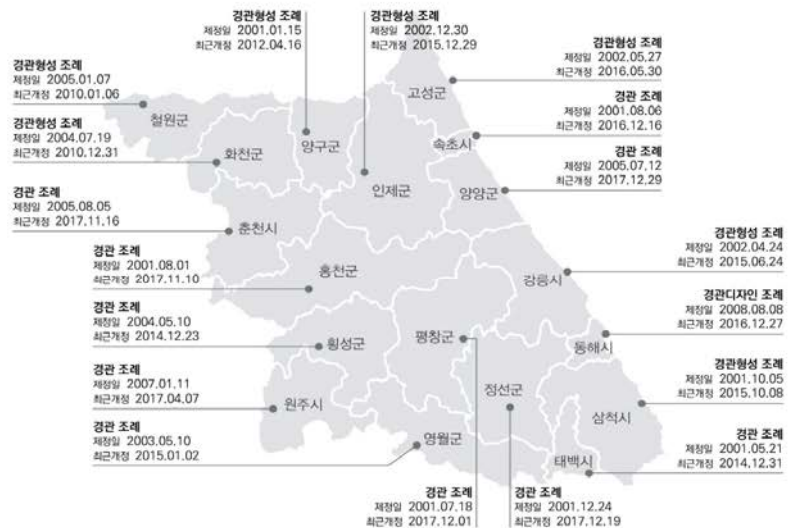 경관형성 조례
제정일 2001.01.15
최근개정 2012.04.16
경관형성 조례
제정일 2002.12.30
최근개정 2015.12.29
경관형성 조례
제정일 2002.05.27
최근개정 2016.05.30
경관형성 조례
제정일 2005.01.07
최근개정 2010.01.06
경관 조례
제정일 2001.08.06
최근개정 2016.12.16
경관형성 조례
제정일 2004.07.19
최근개정 2010.12.31
경관 조례
제정일 2005.07.12
최근개정 2017.12.29
경관 조례
제정일 2005.08.05
최근개정 2017.11.16
경관형성 조례
제정일 2002.04.24
최근개정 2015.06.24
경관 조례
제정일 2001.08.01
최근개정 2017.11.10
경관디자인 조례
제정일 2008.08.08
최근개정 2016.12.27
경관 조례
제정일 2004.05.10
최근개정 2014.12.23
경관형성 조례
제정일 2001.10.05
최근개정 2015.10.08
경관 조례
제정일 2007.01.11
최근개정 2017.04.07
경관 조례
제정일 2003.05.10
최근개정 2015.01.02
경관 조례
제정일 2001.05.21
최근개정 2014.12.31
경관 조례
제정일 2001.07.18
최근개정 2017.12.01
경관 조례
제정일 2001.12.24
최근개정 2017.12.19
고성군
철원군
양구군
속초시
화천군
인제군
양양군
춘천시
홍천군
강릉시
횡성군
평창군
동해시
정선군
원주시
삼척시
영월군
태백시